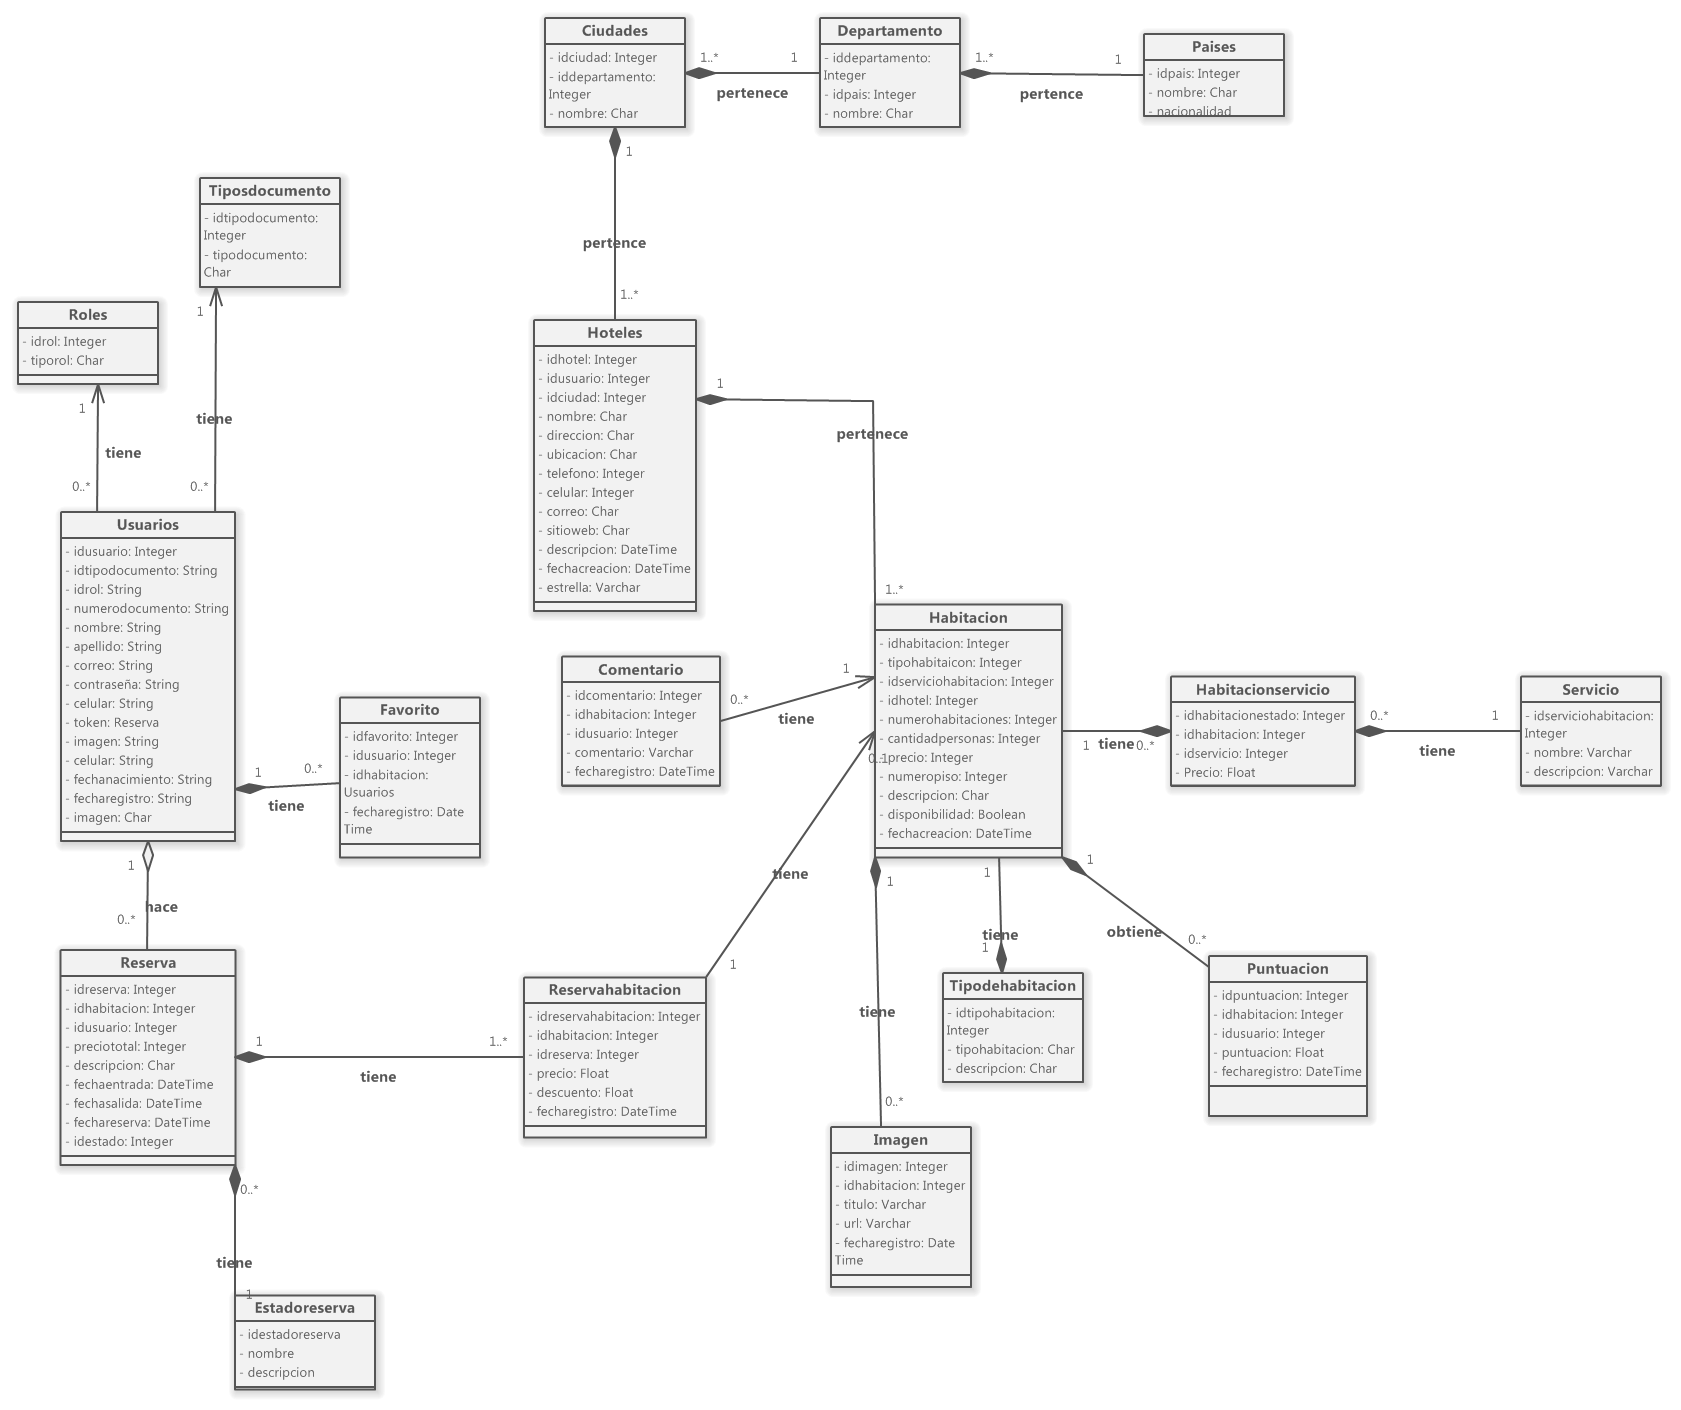 Ciudades
- idciudad: Integer
- iddepartamento:
Integer
- nombre: Char
1..*
1
pertenece
Departamento
- iddepartamento:
Integer
- idpais: Integer
- nombre: Char
1..*
1
pertence
Paises
- idpais: Integer
- nombre: Char
- nacionalidad
1
pertence
1..*
Tiposdocumento
- idtipodocumento:
Integer
- tipodocumento:
Char
1
tiene
0..*
Roles
- idrol: Integer
- tiporol: Char
1
tiene
0..*
Hoteles
- idhotel: Integer
- idusuario: Integer
- idciudad: Integer
- nombre: Char
- direccion: Char
- ubicacion: Char
- telefono: Integer
- celular: Integer
- correo: Char
- sitioweb: Char
- descripcion: DateTime
- fechacreacion: DateTime
- estrella: Varchar
1
pertenece
1..*
Usuarios
- idusuario: Integer
- idtipodocumento: String
- idrol: String
- numerodocumento: String
- nombre: String
- apellido: String
- correo: String
- contraseña: String
- celular: String
- token: Reserva
- imagen: String
- celular: String
- fechanacimiento: String
- fecharegistro: String
- imagen: Char
1
0..*
tiene
Favorito
- idfavorito: Integer
- idusuario: Integer
- idhabitacion:
Usuarios
- fecharegistro: Date
Time
Comentario
- idcomentario: Integer
- idhabitacion: Integer
- idusuario: Integer
- comentario: Varchar
- fecharegistro: DateTime
0..*
1
tiene
Habitacion
- idhabitacion: Integer
- tipohabitaicon: Integer
- idserviciohabitacion: Integer
- idhotel: Integer
- numerohabitaciones: Integer
- cantidadpersonas: Integer
- precio: Integer
- numeropiso: Integer
- descripcion: Char
- disponibilidad: Boolean
- fechacreacion: DateTime
0..1
1
tiene
0..*
Habitacionservicio
- idhabitacionestado: Integer
- idhabitacion: Integer
- idservicio: Integer
- Precio: Float
0..*
1
tiene
Servicio
- idserviciohabitacion:
Integer
- nombre: Varchar
- descripcion: Varchar
1
hace
0..*
tiene
1
1
tiene
0..*
1
tiene
1
1
obtiene
0..*
Reserva
- idreserva: Integer
- idhabitacion: Integer
- idusuario: Integer
- preciototal: Integer
- descripcion: Char
- fechaentrada: DateTime
- fechasalida: DateTime
- fechareserva: DateTime
- idestado: Integer
1
1..*
tiene
Reservahabitacion
- idreservahabitacion: Integer
- idhabitacion: Integer
- idreserva: Integer
- precio: Float
- descuento: Float
- fecharegistro: DateTime
Tipodehabitacion
- idtipohabitacion:
Integer
- tipohabitacion: Char
- descripcion: Char
Puntuacion
- idpuntuacion: Integer
- idhabitacion: Integer
- idusuario: Integer
- puntuacion: Float
- fecharegistro: DateTime
Imagen
- idimagen: Integer
- idhabitacion: Integer
- titulo: Varchar
- url: Varchar
- fecharegistro: Date
Time
0..*
tiene
1
Estadoreserva
- idestadoreserva
- nombre
- descripcion